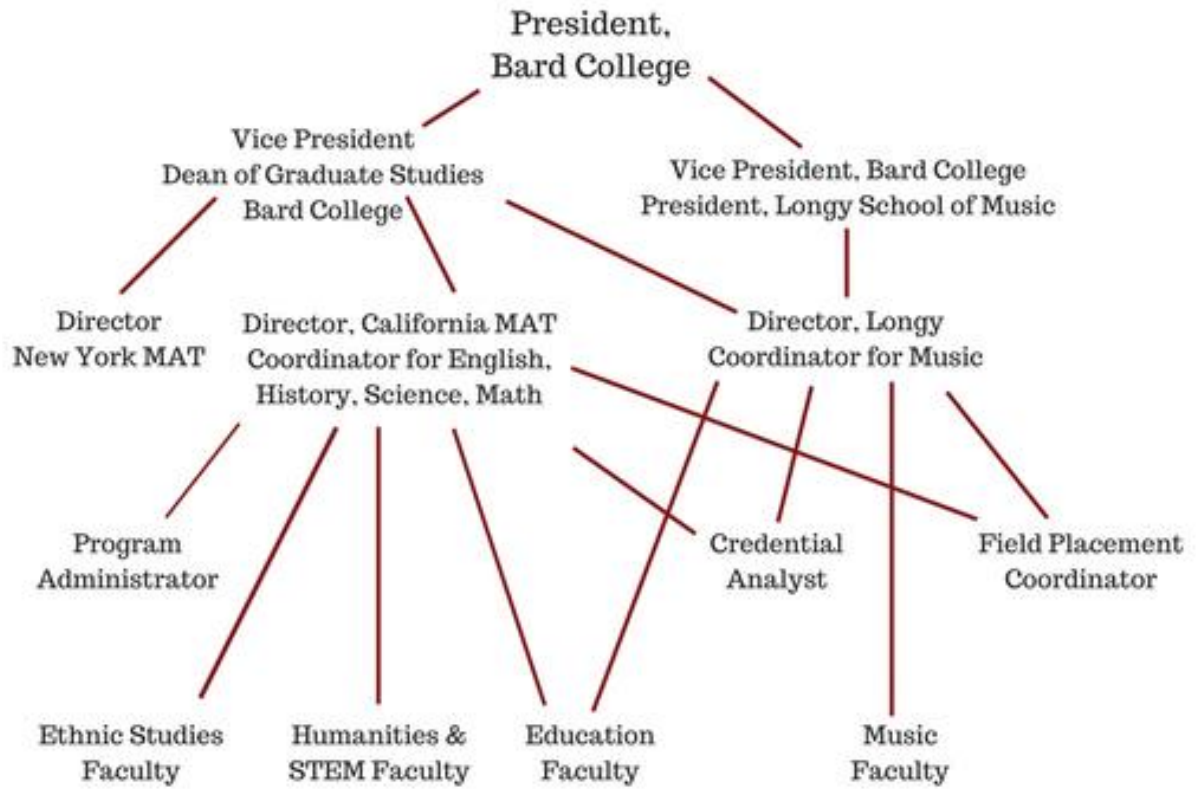 President,
Bard College
Vice President
Dean of Graduate Studies
Bard College
Vice President, Bard College
President, Longy School of Music
Director
New York MAT
Director, California MAT
Coordinator for English,
History, Science, Math
Director, Longy
Coordinator for Music
Program
Administrator
Credential
Analyst
Field Placement
Coordinator
Ethnic Studies
Faculty
Humanities &
STEM Faculty
Education
Faculty
Music
Faculty